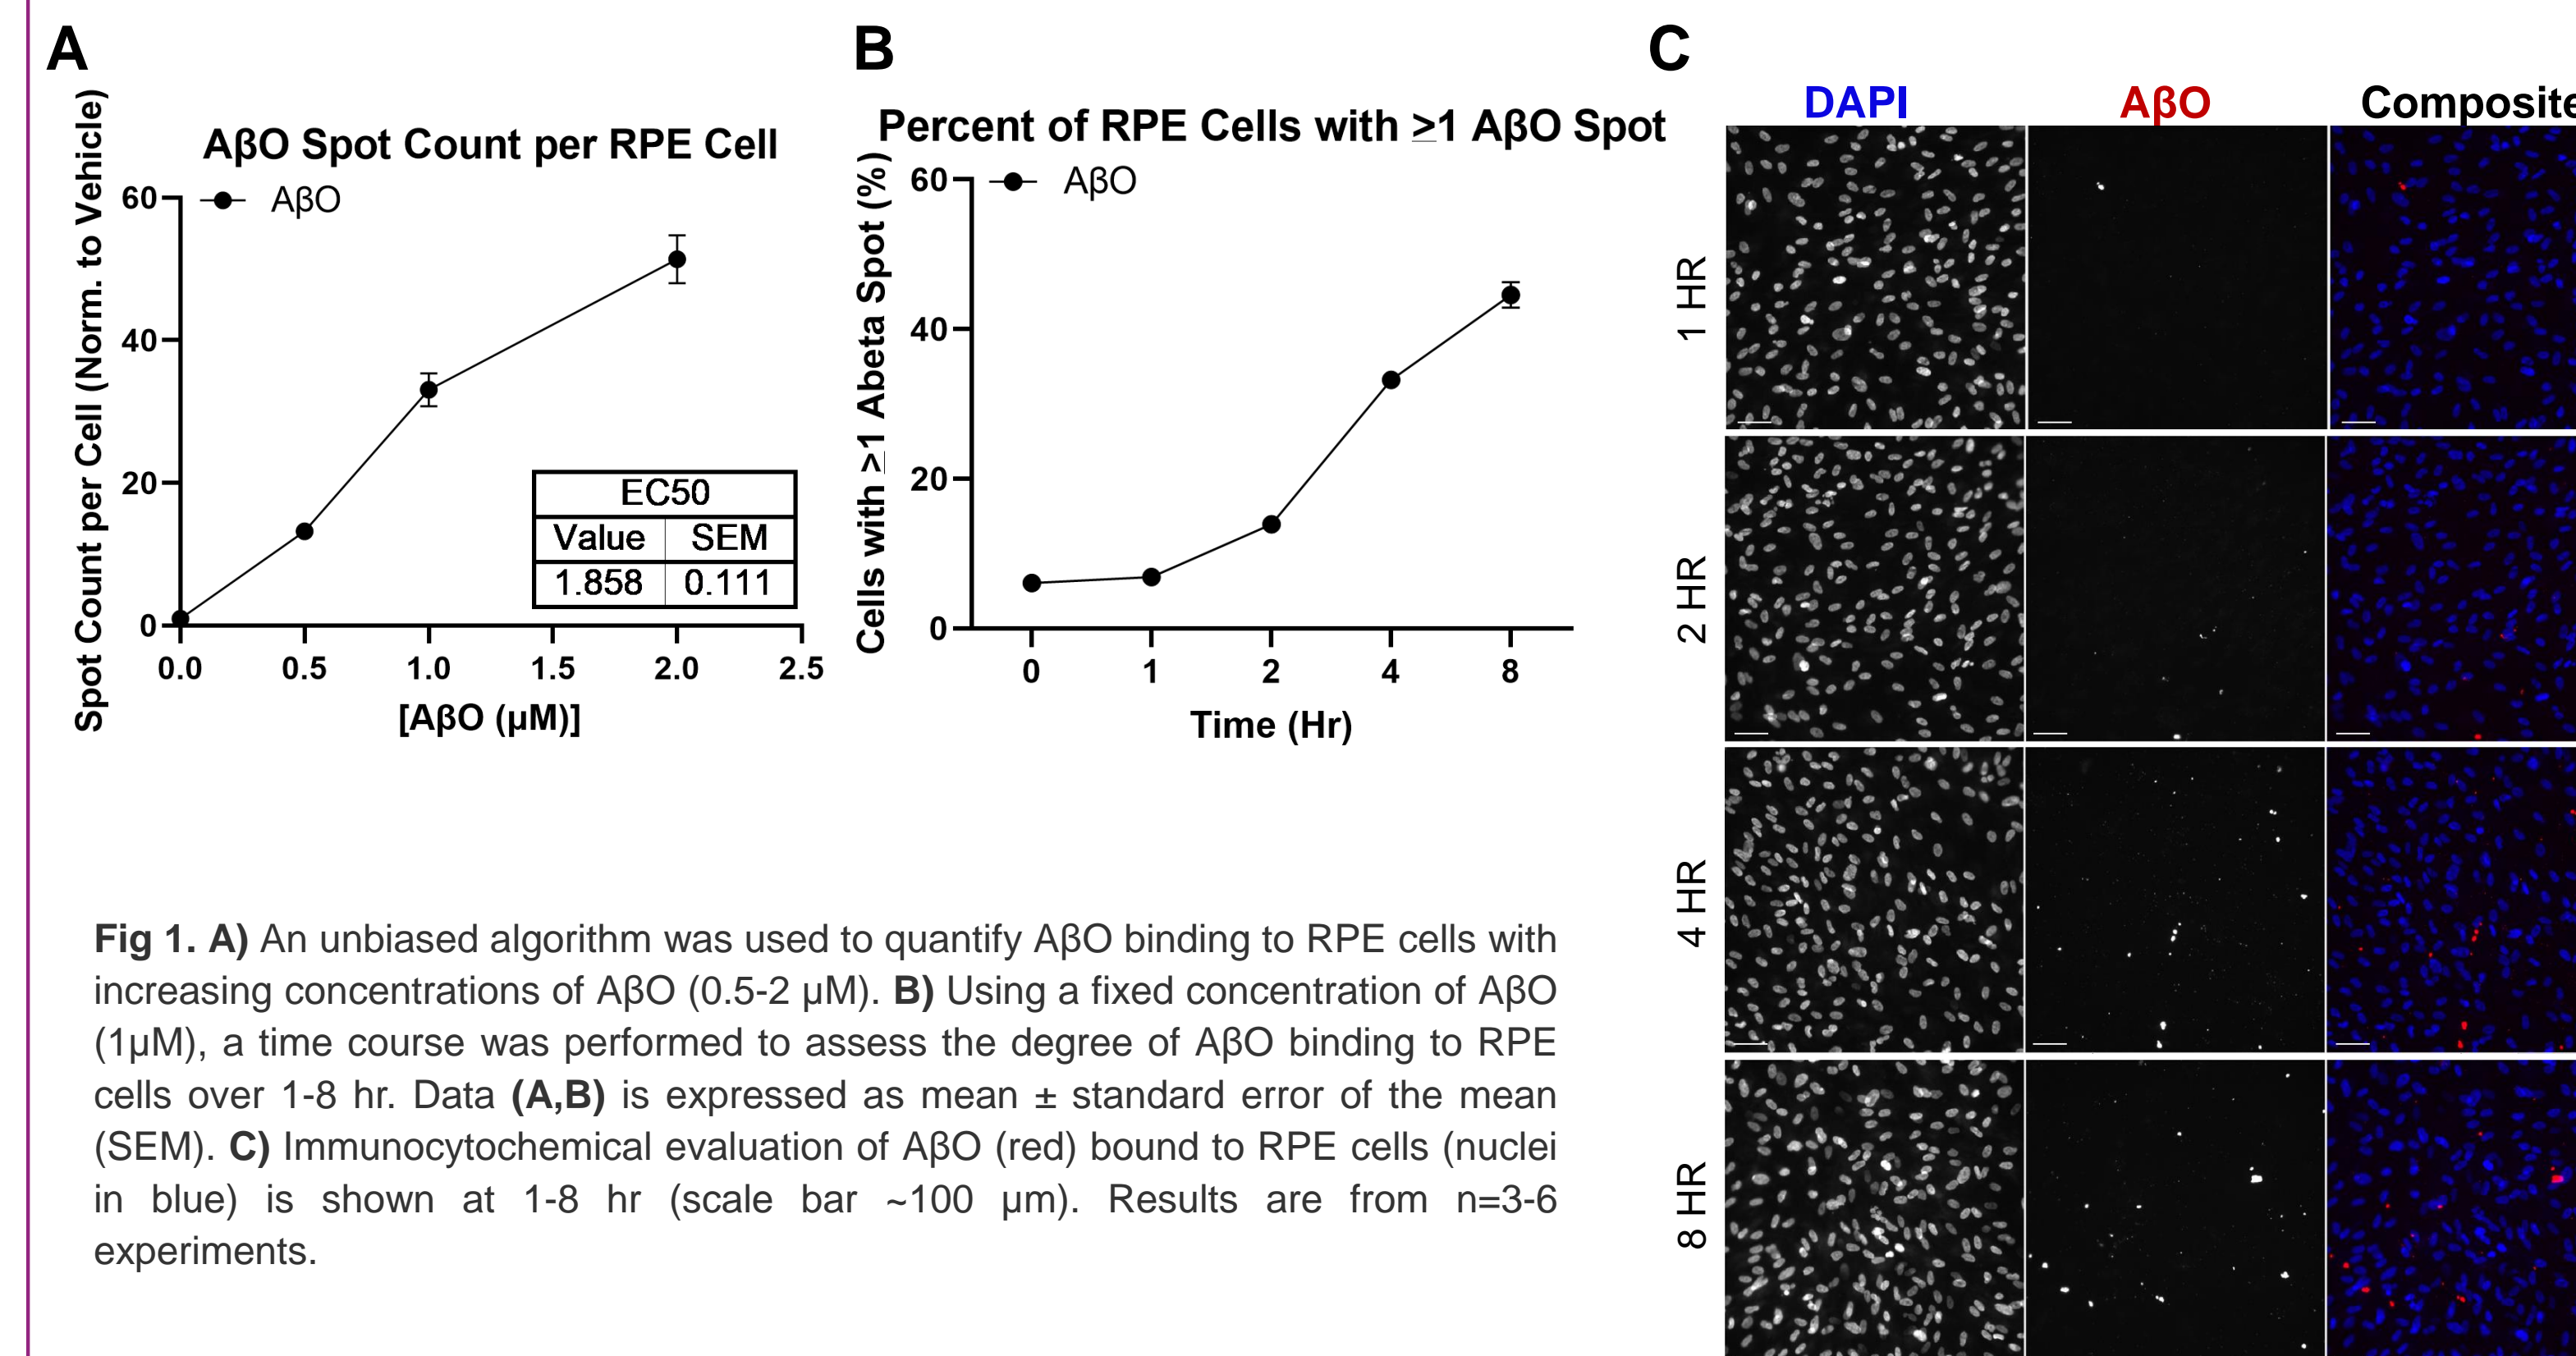 A
AβO Spot Count per RPE Cell
AβO
Spot Count per Cell (Norm. to Vehicle)
60
40
20
0
0.0 0.5 1.0 1.5 2.0 2.5
[AβO (μM)]
EC50
Value SEM
1.858 0.111
B
Percent of RPE Cells with ≥1 AβO Spot
AβO
Cells with ≥1 Abeta Spot (%)
60
40
20
0
0 1 2 4 8
Time (Hr)
C
DAPI AβO Composite
1 HR
2 HR
4 HR
8 HR
Fig 1. A) An unbiased algorithm was used to quantify AβO binding to RPE cells with
increasing concentrations of AβO (0.5-2 μM). B) Using a fixed concentration of AβO
(1μM), a time course was performed to assess the degree of AβO binding to RPE
cells over 1-8 hr. Data (A,B) is expressed as mean ± standard error of the mean
(SEM). C) Immunocytochemical evaluation of AβO (red) bound to RPE cells (nuclei
in blue) is shown at 1-8 hr (scale bar ~100 μm). Results are from n=3-6
experiments.